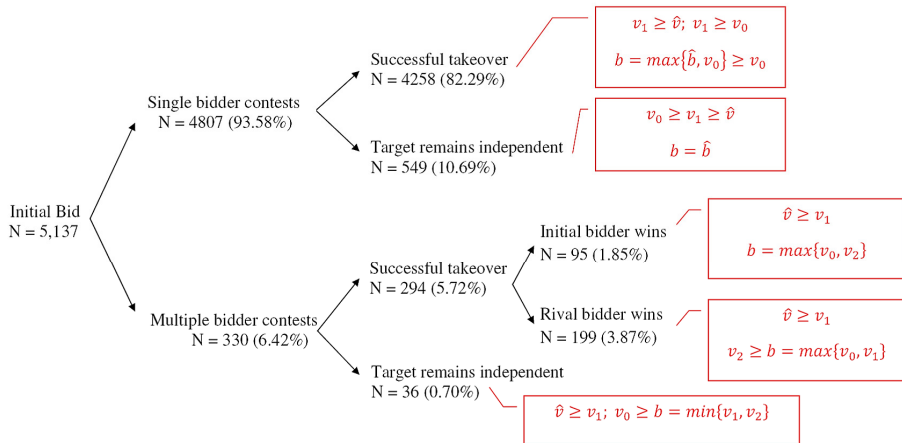 Initial Bid
N = 5,137
Single bidder contests
N = 4807 (93.58%)
Successful takeover
N = 4258 (82.29%)
v₁ ≥ v̂; v₁ ≥ v₀
b = max{b̂, v₀} ≥ v₀
Target remains independent
N = 549 (10.69%)
v₀ ≥ v₁ ≥ v̂
b = b̂
Multiple bidder contests
N = 330 (6.42%)
Successful takeover
N = 294 (5.72%)
Initial bidder wins
N = 95 (1.85%)
v̂ ≥ v₁
b = max{v₀, v₂}
Rival bidder wins
N = 199 (3.87%)
v̂ ≥ v₁
v₂ ≥ b = max{v₀, v₁}
Target remains independent
N = 36 (0.70%)
v̂ ≥ v₁; v₀ ≥ b = min{v₁, v₂}